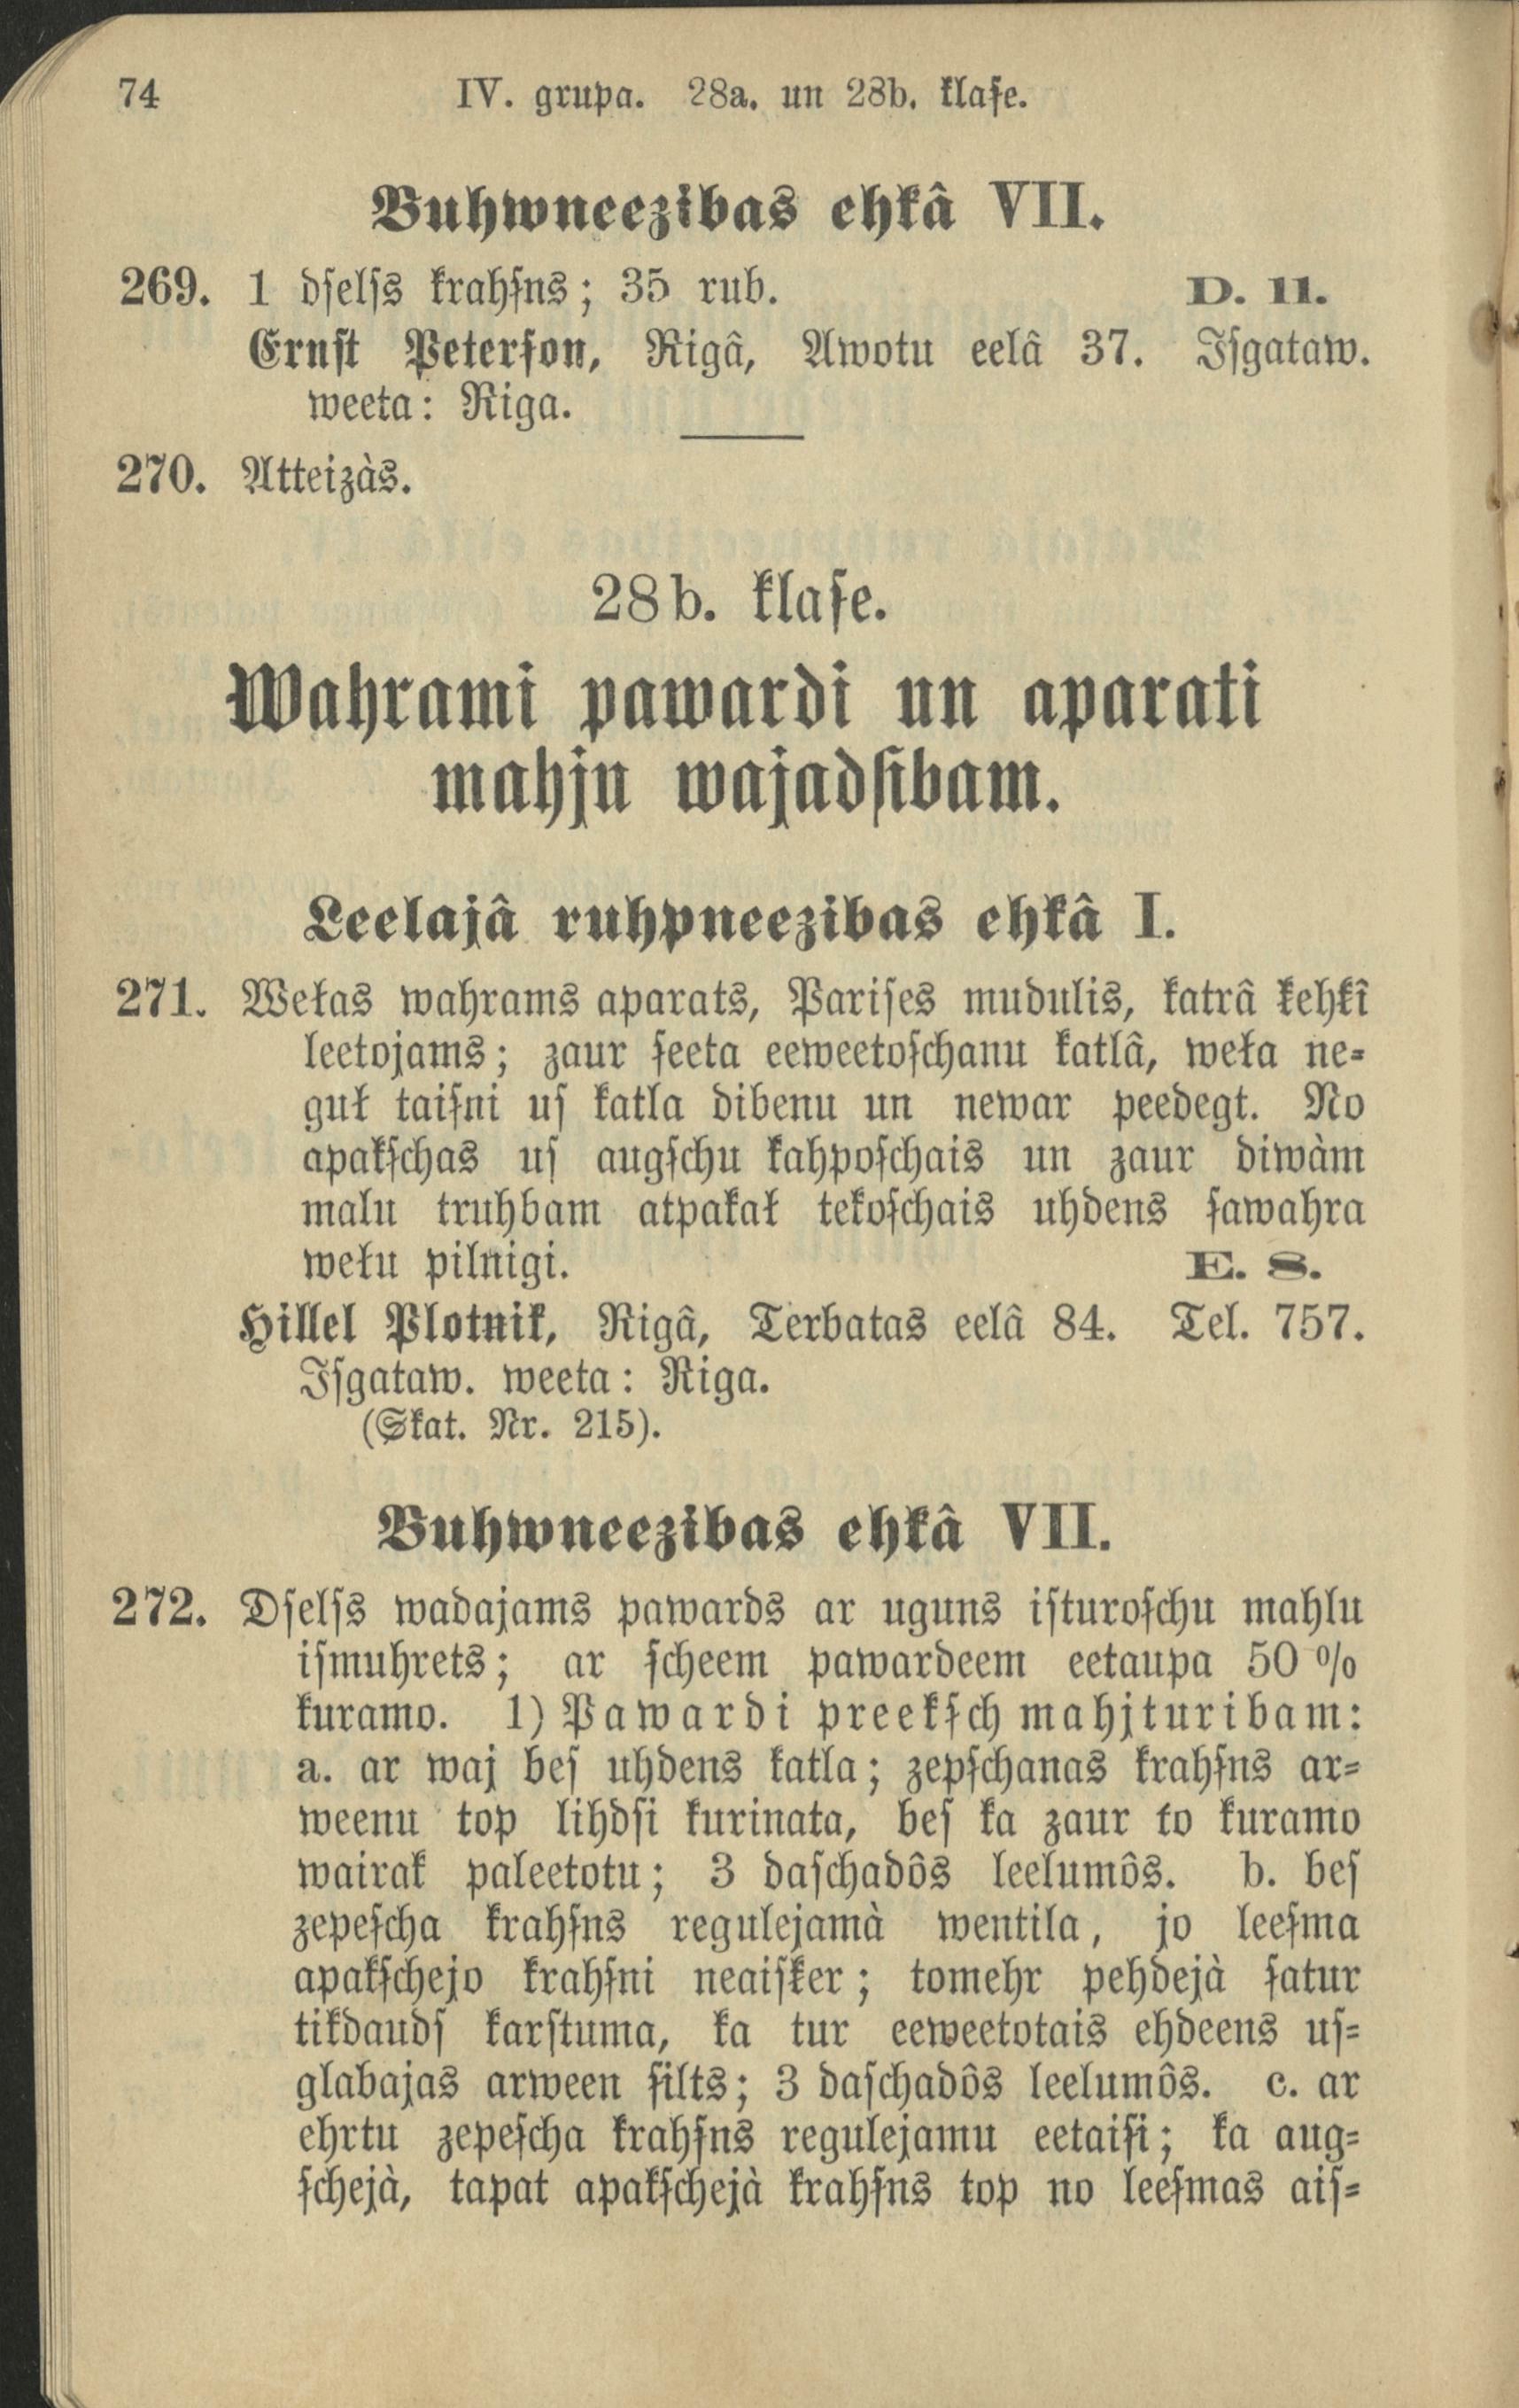 74 IV. grupa. 28a. un 28b. klaſe.
Buhwneezibas ehkâ VII.
269. 1 dſelſs krahſns; 35 rub. D. 11.
Ernſt Peterſon, Rigâ, Awotu eelâ 37. Iſgataw.
weeta: Riga.
270. Atteizàs.
28b. klaſe.
Wahrami pawardi un aparati
mahju wajadſibam.
Leelajâ ruhpneezibas ehkâ I.
271. Wełas wahrams aparats, Pariſes mudulis, katrâ kehkî
leetojams; zaur ſeeta eeweetoſchanu katlâ, weła ne-
guł taiſni uſ katla dibenu un newar peedegt. No
apakſchas uſ augſchu kahpoſchais un zaur diwàm
malu truhbam atpakał tekoſchais uhdens ſawahra
wełu pilnigi. E. 8.
Hillel Plotnik, Rigâ, Terbatas eelâ 84. Tel. 757.
Iſgataw. weeta: Riga.
(Skat. Nr. 215).
Buhwneezibas ehkâ VII.
272. Dſelſs wadajams pawards ar uguns iſturoſchu mahlu
iſmuhrets; ar ſcheem pawardeem eetaupa 50 %
kuramo. 1) Pawardi preekſch mahjturibam:
a. ar waj beſ uhdens katla; zepſchanas krahſns ar-
weenu top lihdſi kurinata, beſ ka zaur to kuramo
wairak paleetotu; 3 daſchadôs leelumôs. b. beſ
zepeſcha krahſns regulejamà wentila, jo leeſma
apakſchejo krahſni neaiſker; tomehr pehdejà ſatur
tikdaudſ karſtuma, ka tur eeweetotais ehdeens uſ-
glabajas arween ſilts; 3 daſchadôs leelumôs. c. ar
ehrtu zepeſcha krahſns regulejamu eetaiſi; ka aug-
ſchejà, tapat apakſchejà krahſns top no leeſmas aiſ-